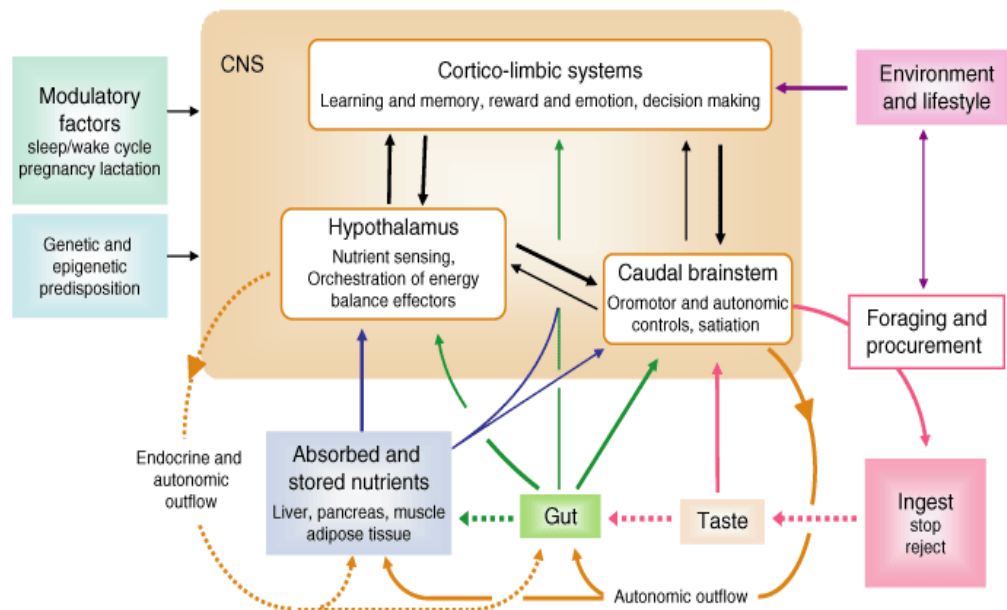 CNS
Cortico-limbic systems
Learning and memory, reward and emotion, decision making
Environment
and lifestyle
Modulatory
factors
sleep/wake cycle
pregnancy lactation
Genetic and
epigenetic
predisposition
Hypothalamus
Nutrient sensing,
Orchestration of energy
balance effectors
Caudal brainstem
Oromotor and autonomic
controls, satiation
Foraging and
procurement
Endocrine and
autonomic
outflow
Absorbed and
stored nutrients
Liver, pancreas, muscle
adipose tissue
Gut
Taste
Ingest
stop
reject
Autonomic outflow